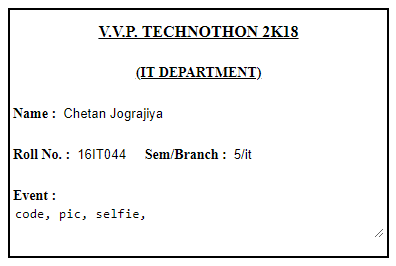 V.V.P. TECHNOTHON 2K18
(IT DEPARTMENT)
Name : Chetan Jograjiya
Roll No. : 16IT044 Sem/Branch : 5/it
Event :
code, pic, selfie,